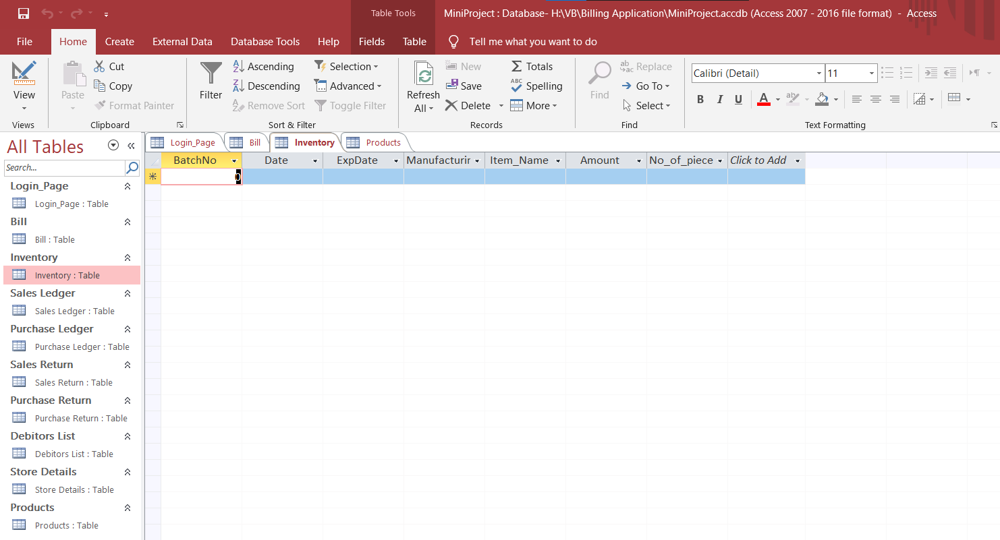 Table Tools
MiniProject : Database- H:\VB\Billing Application\MiniProject.accdb (Access 2007 - 2016 file format) - Access
File Home Create External Data Database Tools Help Fields Table Tell me what you want to do
View
Views
Paste
Cut
Copy
Format Painter
Clipboard
Filter
Ascending
Descending
Remove Sort
Selection
Advanced
Toggle Filter
Sort & Filter
Refresh
All
New
Save
Delete
Totals
Spelling
More
Records
Find
Replace
Go To
Select
Find
Calibri (Detail) 11
B I U A
Text Formatting
All Tables
Search...
Login_Page
Login_Page : Table
Bill
Bill : Table
Inventory
Inventory : Table
Sales Ledger
Sales Ledger : Table
Purchase Ledger
Purchase Ledger : Table
Sales Return
Sales Return : Table
Purchase Return
Purchase Return : Table
Debitors List
Debitors List : Table
Store Details
Store Details : Table
Products
Products : Table
Login_Page Bill Inventory Products
BatchNo Date ExpDate Manufacturin Item_Name Amount No_of_piece Click to Add
0